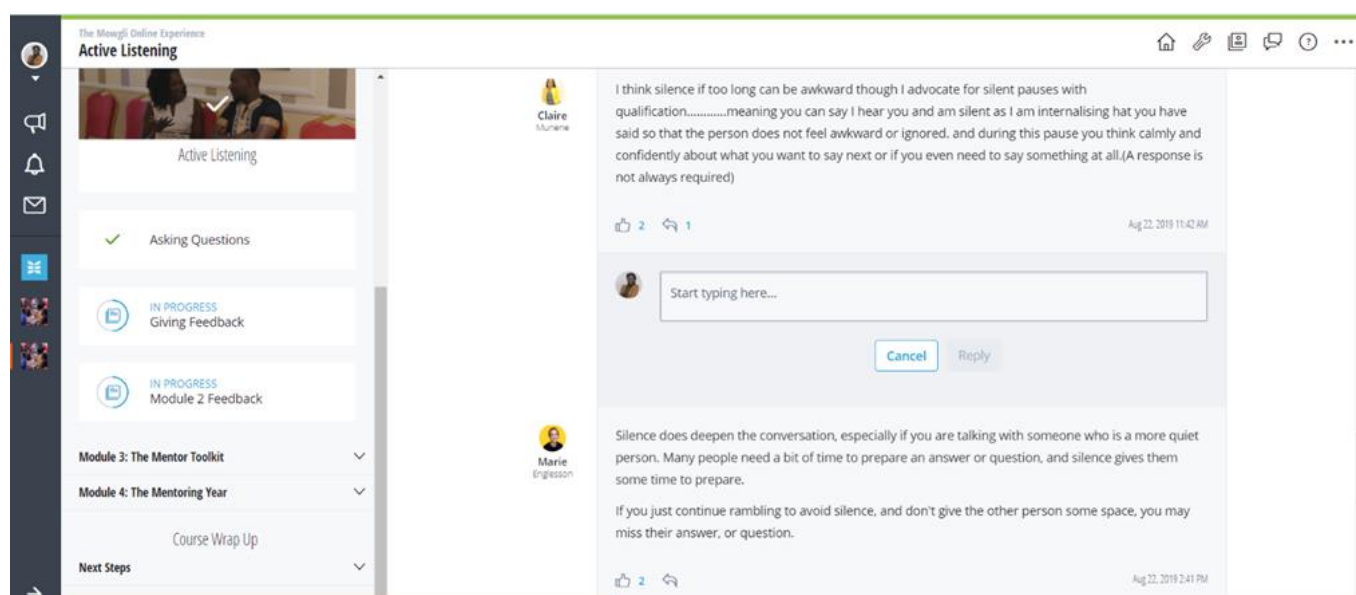 The Mowgli Online Experience
Active Listening
Active Listening
Asking Questions
IN PROGRESS
Giving Feedback
IN PROGRESS
Module 2 Feedback
Module 3: The Mentor Toolkit
Module 4: The Mentoring Year
Course Wrap Up
Next Steps
Claire
Munene
I think silence if too long can be awkward though I advocate for silent pauses with
qualification............meaning you can say I hear you and am silent as I am internalising hat you have
said so that the person does not feel awkward or ignored. and during this pause you think calmly and
confidently about what you want to say next or if you even need to say something at all.(A response is
not always required)
2 1
Aug 22, 2019 11:42 AM
Start typing here...
Cancel Reply
Marie
Englesson
Silence does deepen the conversation, especially if you are talking with someone who is a more quiet
person. Many people need a bit of time to prepare an answer or question, and silence gives them
some time to prepare.
If you just continue rambling to avoid silence, and don't give the other person some space, you may
miss their answer, or question.
2
Aug 22, 2019 2:41 PM